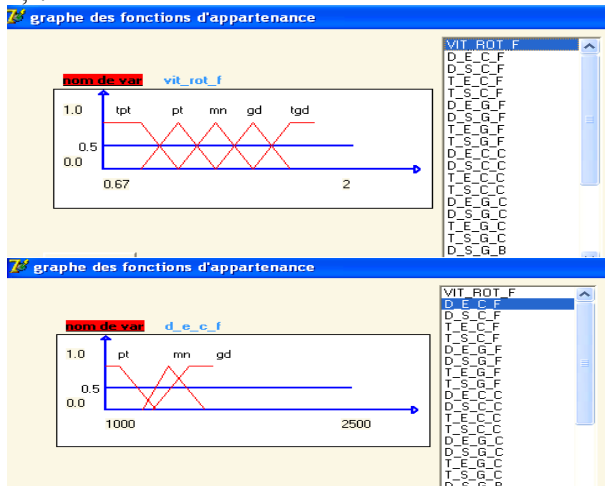 graphe des fonctions d'appartenance
nom de var vit_rot_f
1.0 tpt pt mn gd tgd
0.5
0.0
0.67 2
VIT_ROT_F
D_E_C_F
D_S_C_F
T_E_C_F
T_S_C_F
D_E_G_F
D_S_G_F
T_E_G_F
T_S_G_F
D_E_C_C
D_S_C_C
T_E_C_C
T_S_C_C
D_E_G_C
D_S_G_C
T_E_G_C
T_S_G_C
D_S_G_B
graphe des fonctions d'appartenance
nom de var d_e_c_f
1.0 pt mn gd
0.5
0.0
1000 2500
VIT_ROT_F
D_E_C_F
D_S_C_F
T_E_C_F
T_S_C_F
D_E_G_F
D_S_G_F
T_E_G_F
T_S_G_F
D_E_C_C
D_S_C_C
T_E_C_C
T_S_C_C
D_E_G_C
D_S_G_C
T_E_G_C
T_S_G_C